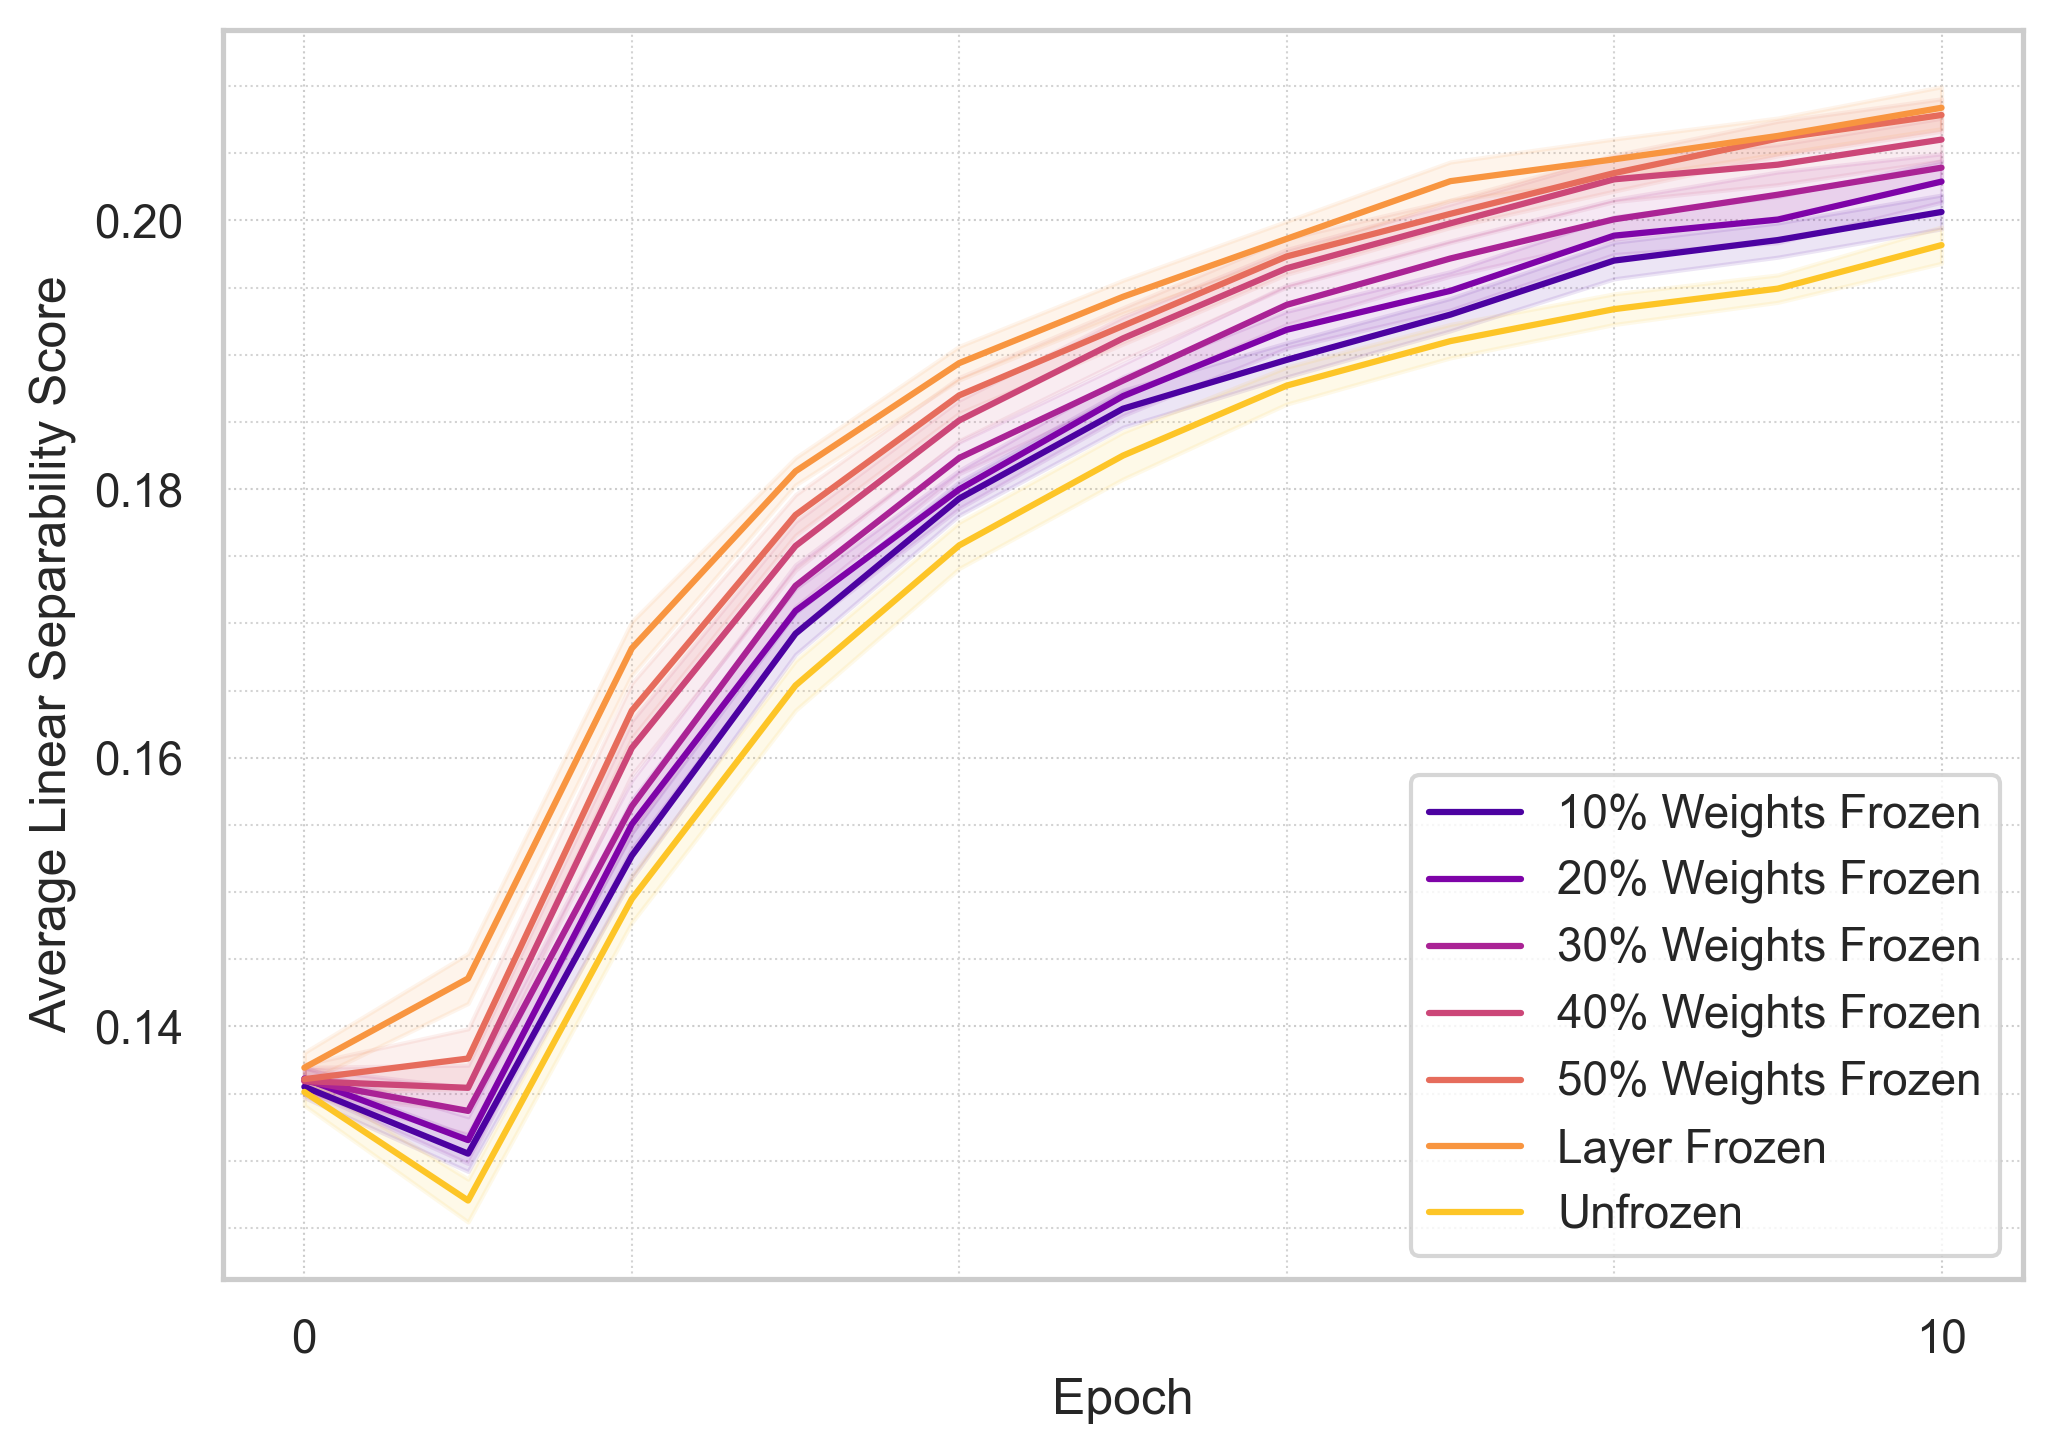 Average Linear Separability Score
0.20
0.18
0.16
0.14
10% Weights Frozen
20% Weights Frozen
30% Weights Frozen
40% Weights Frozen
50% Weights Frozen
Layer Frozen
Unfrozen
0
10
Epoch